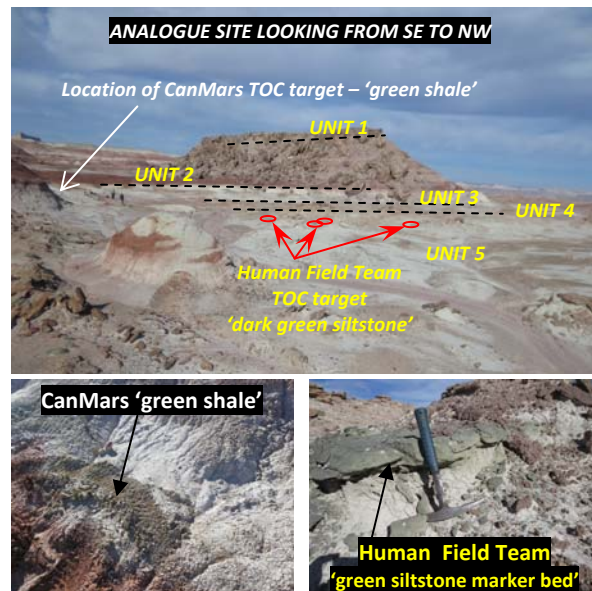 ANALOGUE SITE LOOKING FROM SE TO NW
Location of CanMars TOC target – ‘green shale’
UNIT 1
UNIT 2
UNIT 3
UNIT 4
UNIT 5
Human Field Team
TOC target
‘dark green siltstone’
CanMars ‘green shale’
Human Field Team
‘green siltstone marker bed’